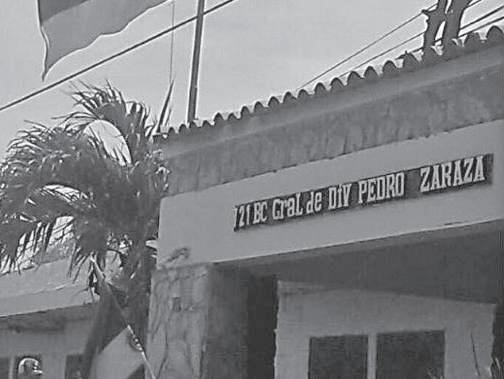 121 BC Gral de DIV PEDRO ZARAZA